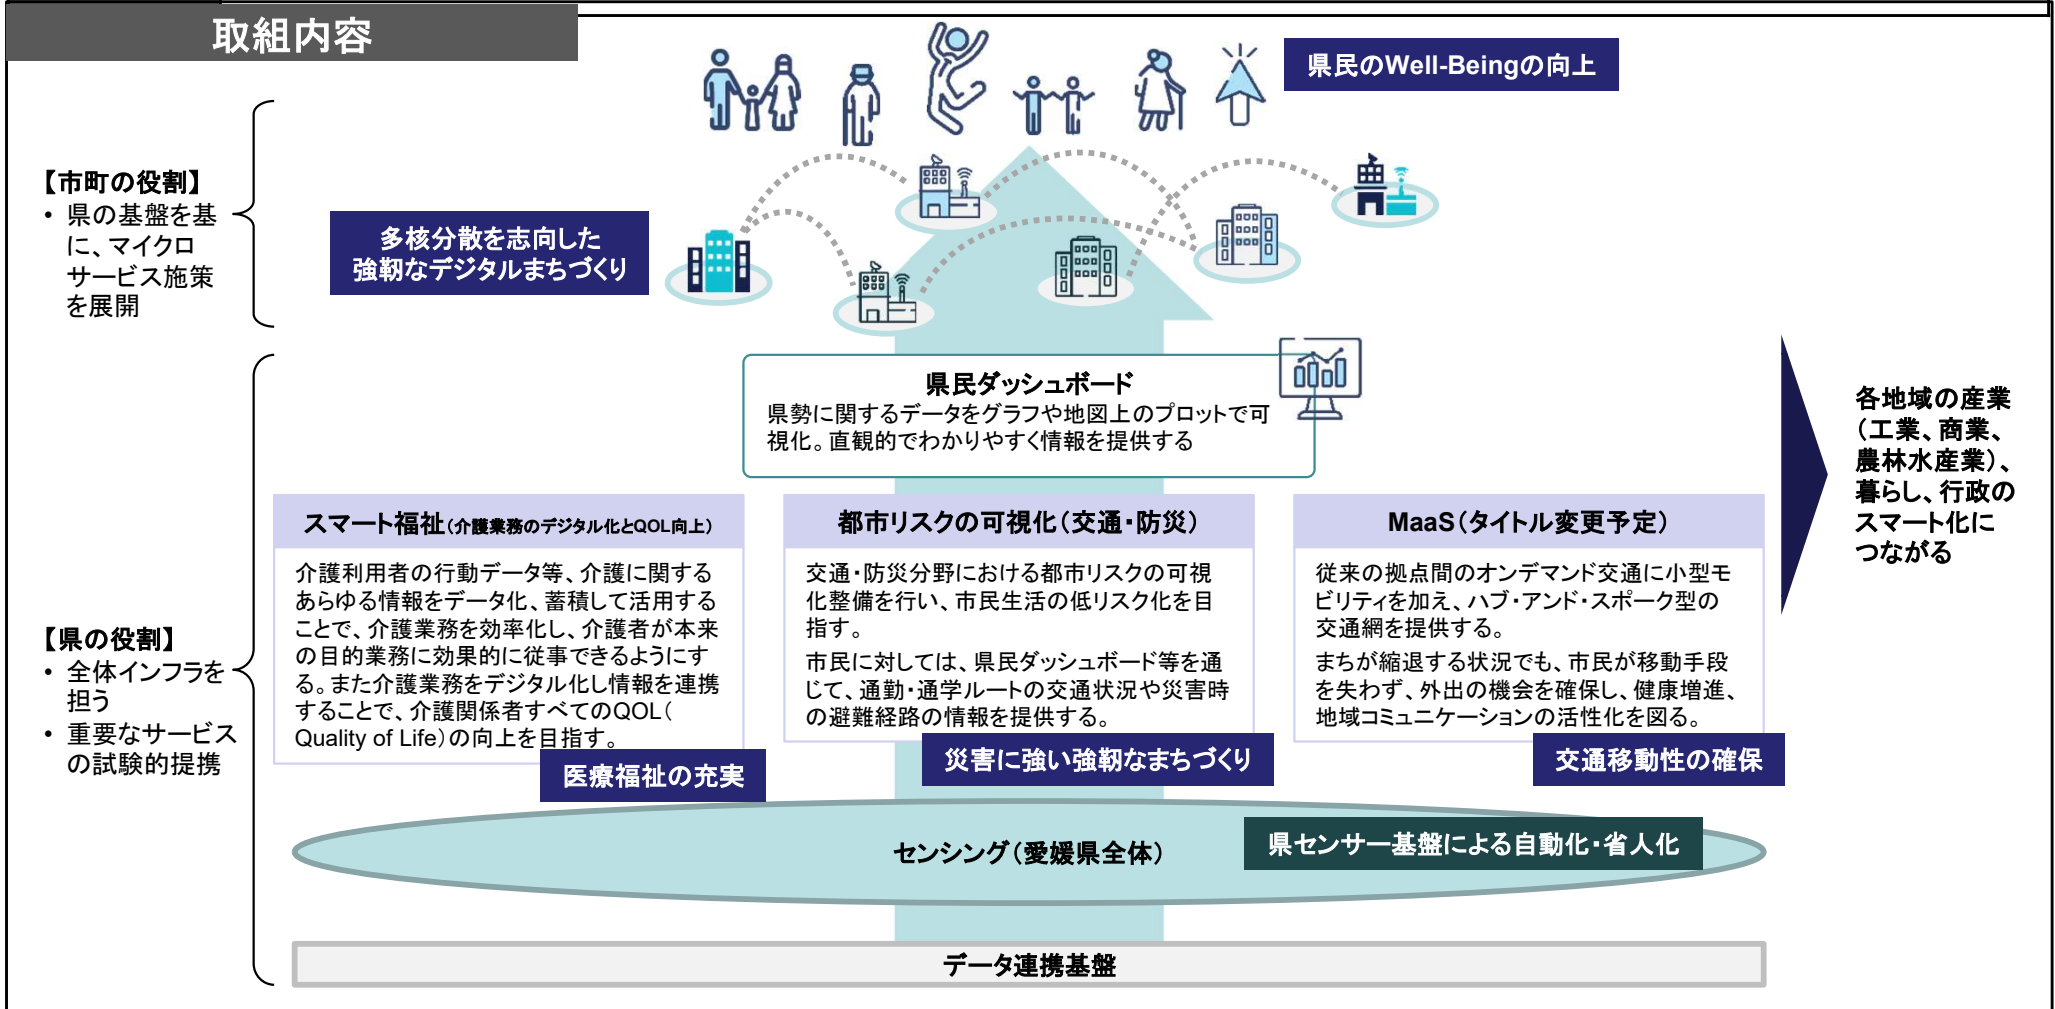 取組内容
県民のWell-Beingの向上
【市町の役割】
• 県の基盤を基
に、マイクロ
サービス施策
を展開
多核分散を志向した
強靭なデジタルまちづくり
県民ダッシュボード
県勢に関するデータをグラフや地図上のプロットで可
視化。直観的でわかりやすく情報を提供する
各地域の産業
（工業、商業、
農林水産業）、
暮らし、行政の
スマート化に
つながる
【県の役割】
• 全体インフラを
担う
• 重要なサービス
の試験的提携
スマート福祉（介護業務のデジタル化とQOL向上）
介護利用者の行動データ等、介護に関する
あらゆる情報をデータ化、蓄積して活用する
ことで、介護業務を効率化し、介護者が本来
の目的業務に効果的に従事できるようにす
る。また介護業務をデジタル化し情報を連携
することで、介護関係者すべてのQOL（
Quality of Life）の向上を目指す。
医療福祉の充実
都市リスクの可視化（交通・防災）
交通・防災分野における都市リスクの可視
化整備を行い、市民生活の低リスク化を目
指す。
市民に対しては、県民ダッシュボード等を通
じて、通勤・通学ルートの交通状況や災害時
の避難経路の情報を提供する。
災害に強い強靭なまちづくり
MaaS（タイトル変更予定）
従来の拠点間のオンデマンド交通に小型モ
ビリティを加え、ハブ・アンド・スポーク型の
交通網を提供する。
まちが縮退する状況でも、市民が移動手段
を失わず、外出の機会を確保し、健康増進、
地域コミュニケーションの活性化を図る。
交通移動性の確保
センシング（愛媛県全体）
県センサー基盤による自動化・省人化
データ連携基盤